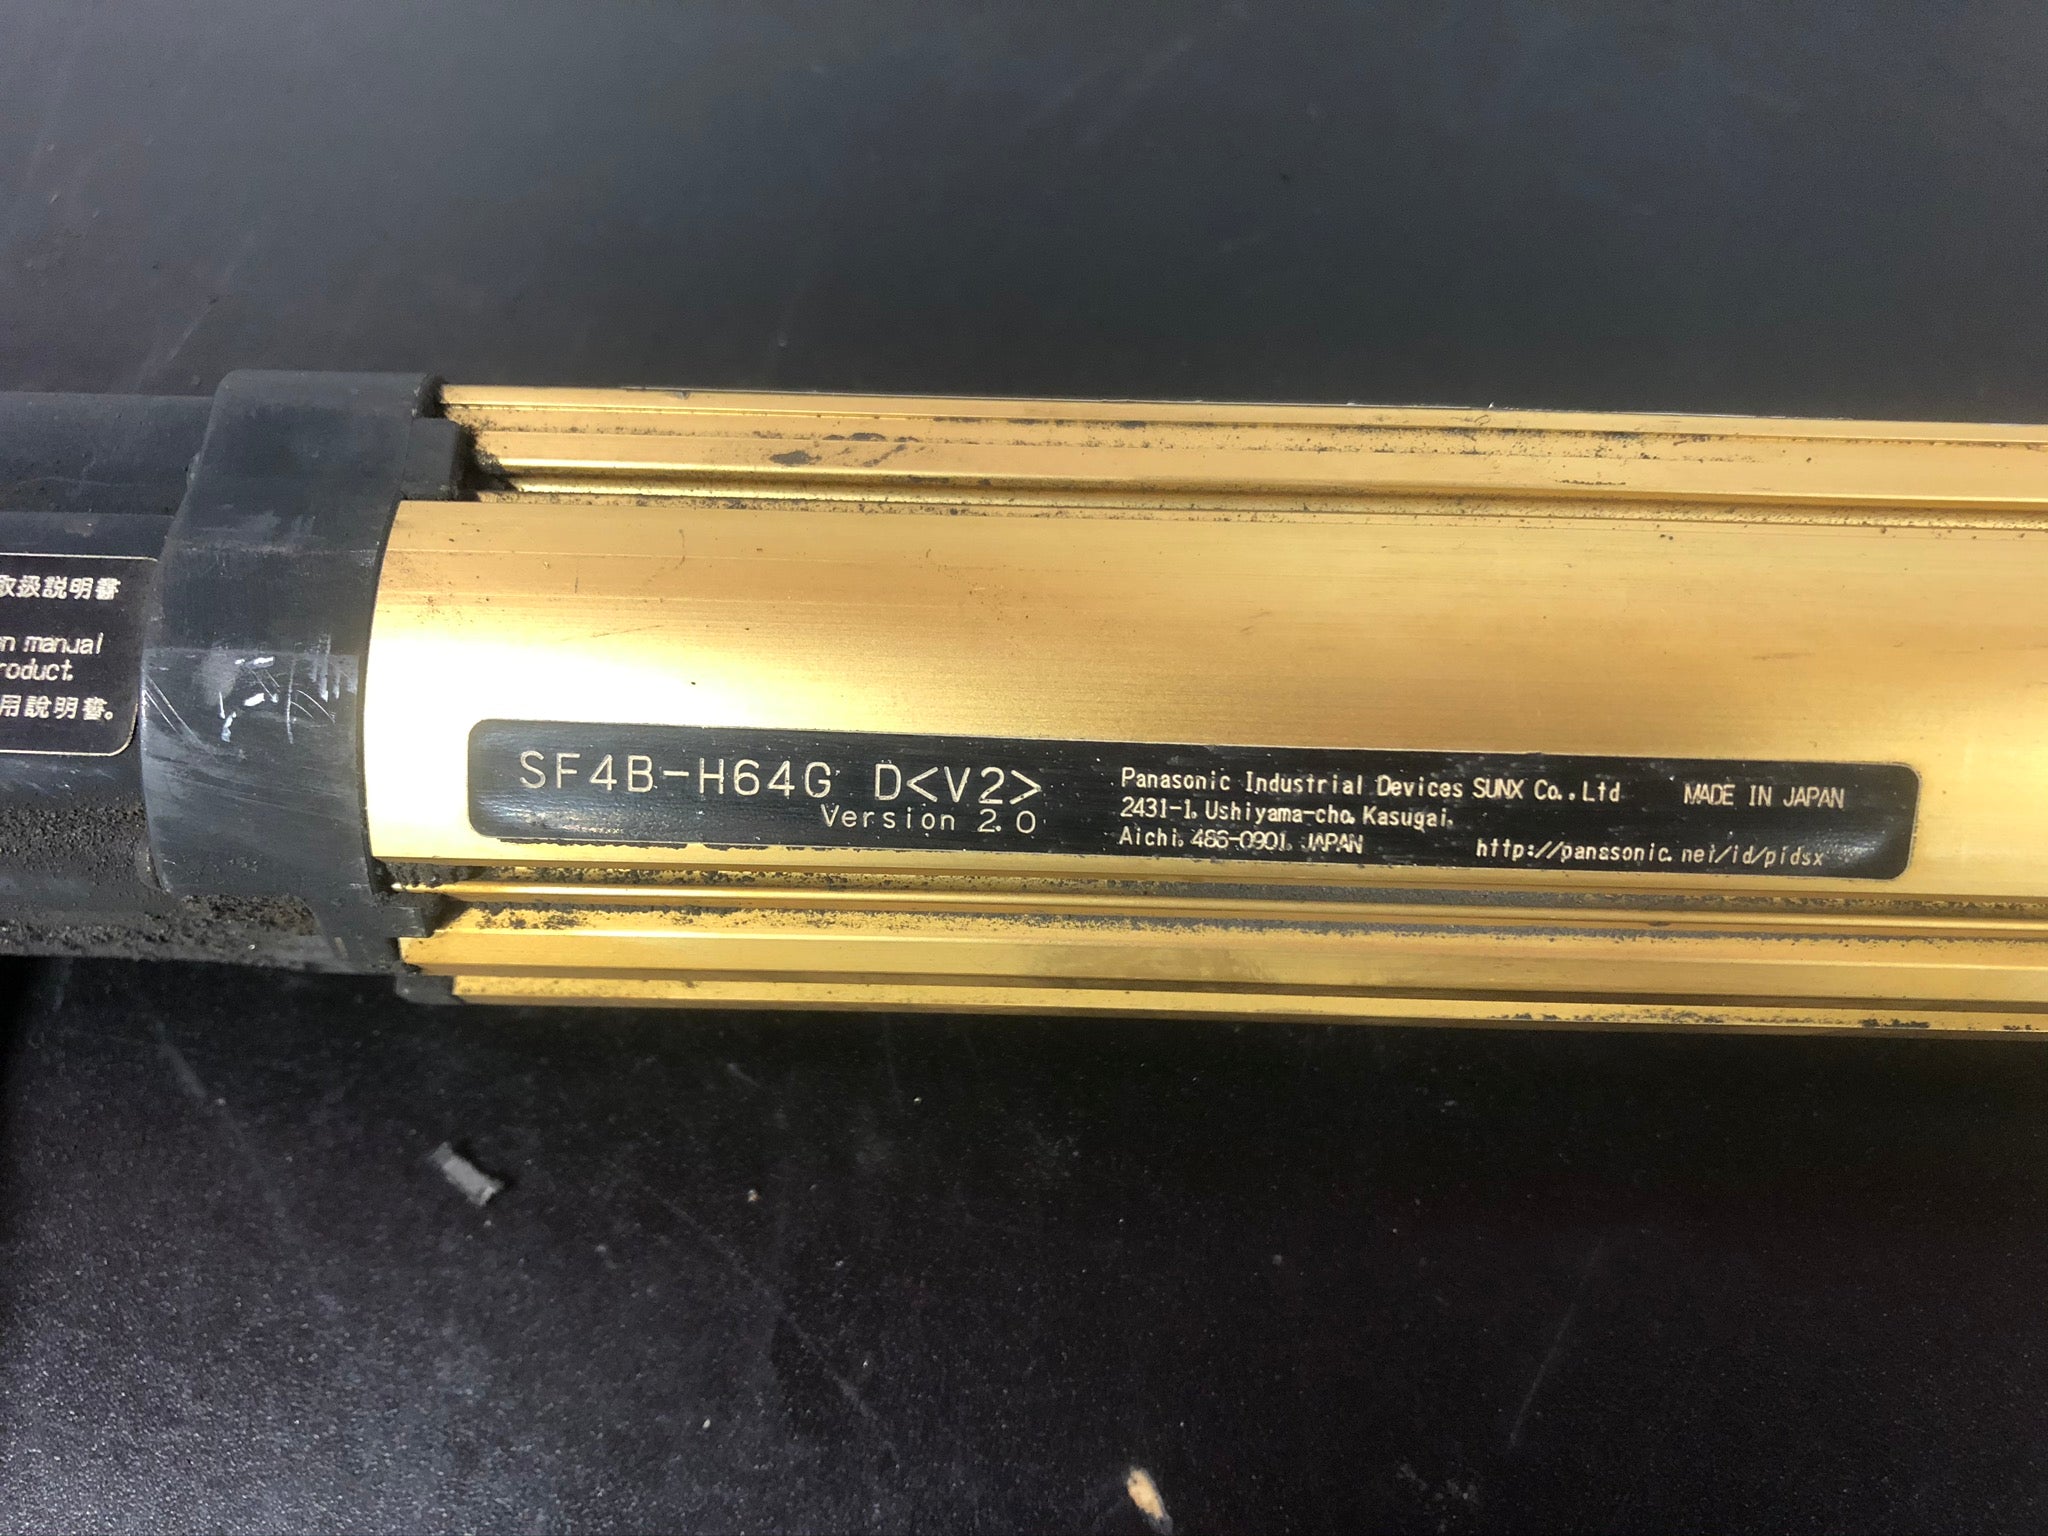 取扱説明書
n manual
roduct.
用說明書。
SF4B-H64G D<V2>
Version 2.0
Panasonic Industrial Devices SUNX Co.,Ltd
2431-1, Ushiyama-cho, Kasugai,
Aichi, 486-0901, JAPAN
MADE IN JAPAN
http://panasonic.net/id/pidsx